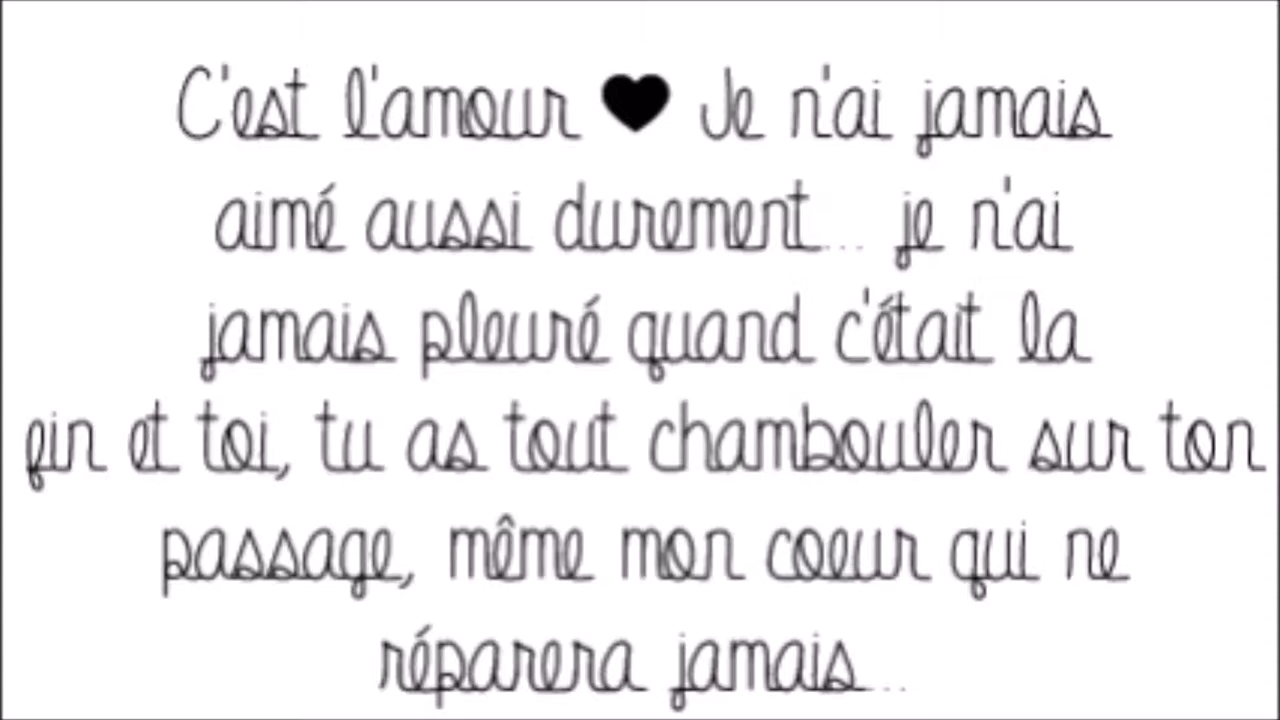 C'est l'amour ♥ Je n'ai jamais
aimé aussi durement... je n'ai
jamais pleuré quand c'était la
fin et toi, tu as tout chambouler sur ton
passage, même mon coeur qui ne
réparera jamais...